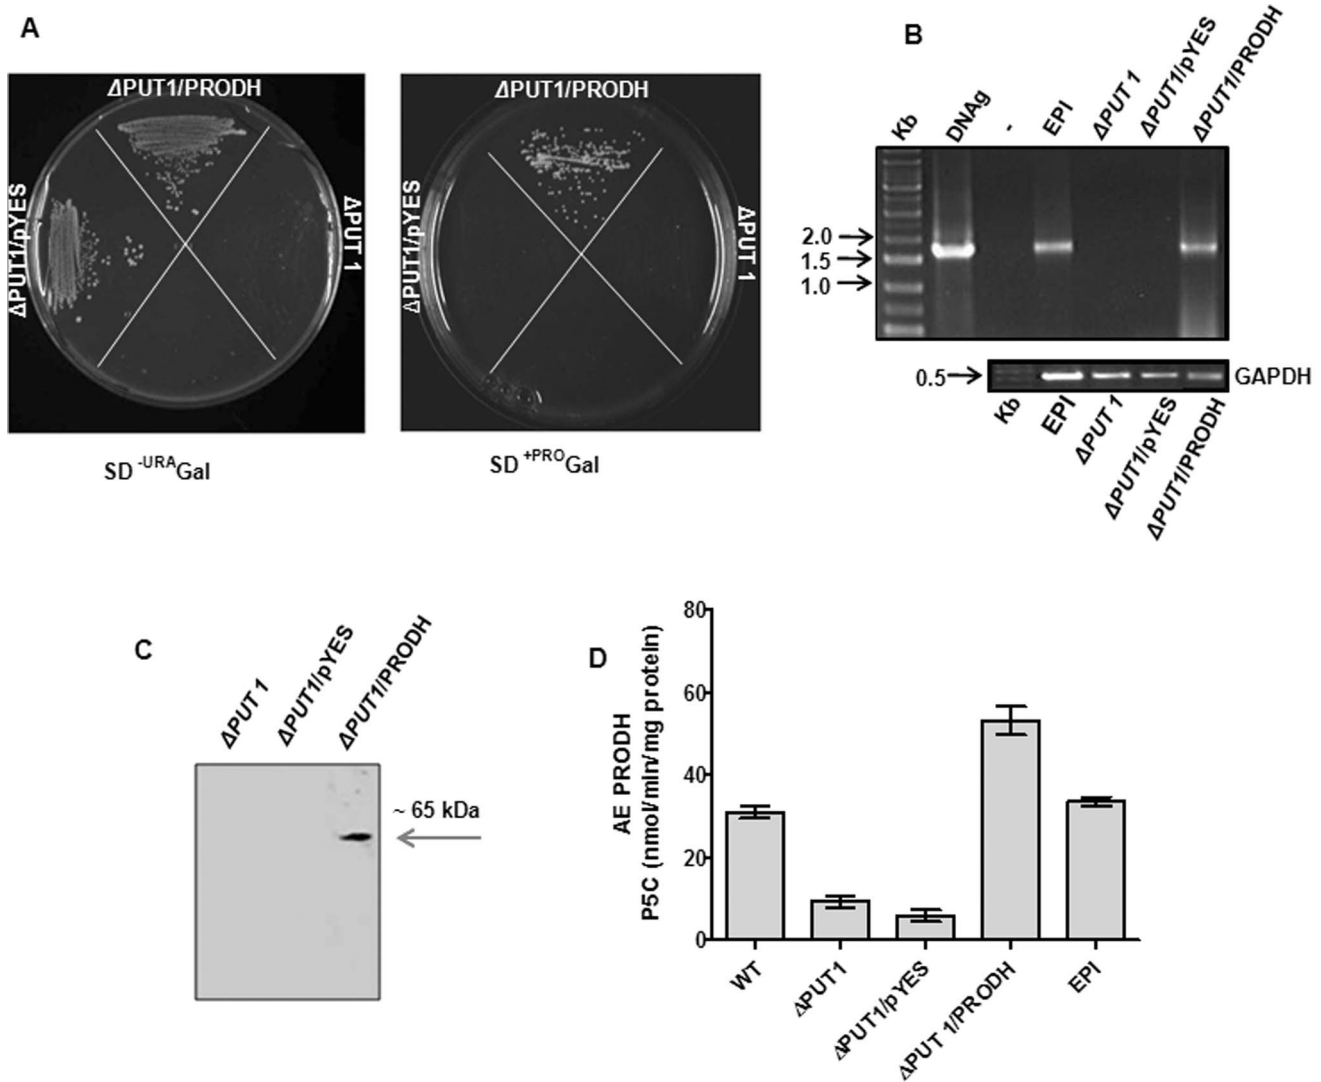 A
ΔPUT1/PRODH
ΔPUT1/pYES
ΔPUT 1
SD -URA Gal
ΔPUT1/PRODH
ΔPUT1/pYES
ΔPUT 1
SD +PRO Gal
B
Kb
DNAg
-
EPI
ΔPUT 1
ΔPUT1/pYES
ΔPUT1/PRODH
2.0
1.5
1.0
0.5
GAPDH
Kb
EPI
ΔPUT 1
ΔPUT1/pYES
ΔPUT1/PRODH
C
ΔPUT 1
ΔPUT1/pYES
ΔPUT1/PRODH
~ 65 kDa
D
AE PRODH
P5C (nmol/min/mg protein)
80
60
40
20
0
WT
ΔPUT1
ΔPUT1/pYES
ΔPUT 1/PRODH
EPI